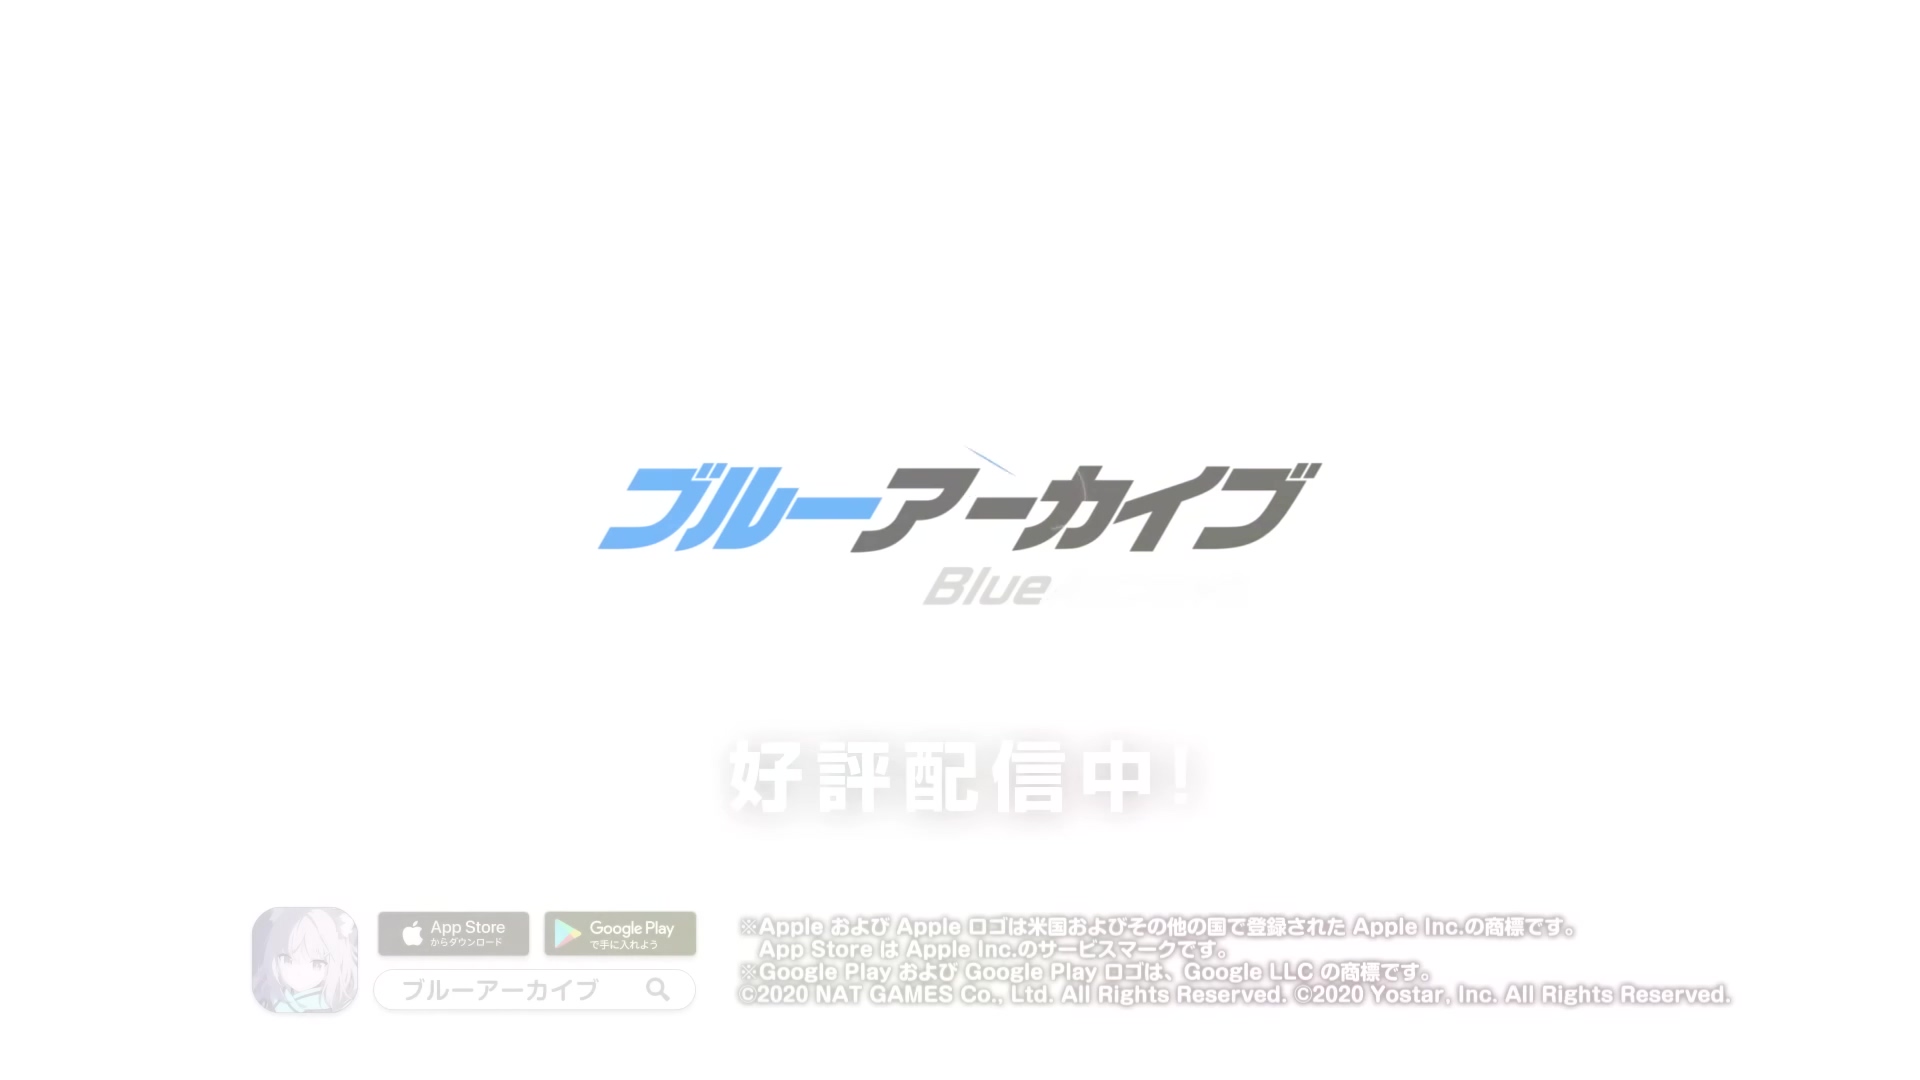 ブルーアーカイブ
Blue
好評配信中!
App Store
からダウンロード
Google Play
で手に入れよう
ブルーアーカイブ
※Apple および Apple ロゴは米国およびその他の国で登録された Apple Inc.の商標です。
App Store は Apple Inc.のサービスマークです。
※Google Play および Google Play ロゴは、Google LLC の商標です。
©2020 NAT GAMES Co., Ltd. All Rights Reserved. ©2020 Yostar, Inc. All Rights Reserved.